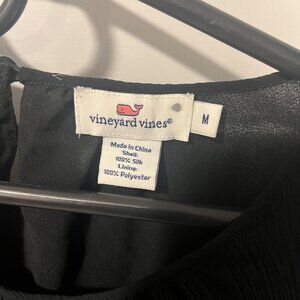 vineyard vines®
M
Made in China
Shell:
100% Silk
Lining:
100% Polyester